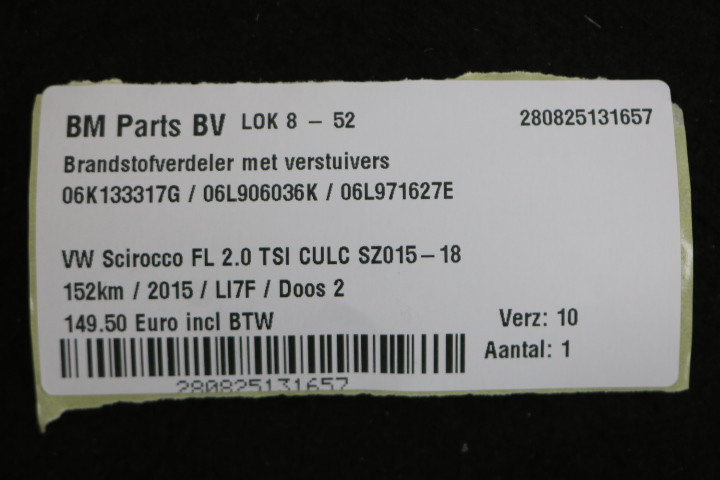 BM Parts BV LOK 8 - 52 280825131657
Brandstofverdeler met verstuivers
06K133317G / 06L906036K / 06L971627E
VW Scirocco FL 2.0 TSI CULC SZ015-18
152km / 2015 / LI7F / Doos 2
149.50 Euro incl BTW Verz: 10
Aantal: 1
280825131657